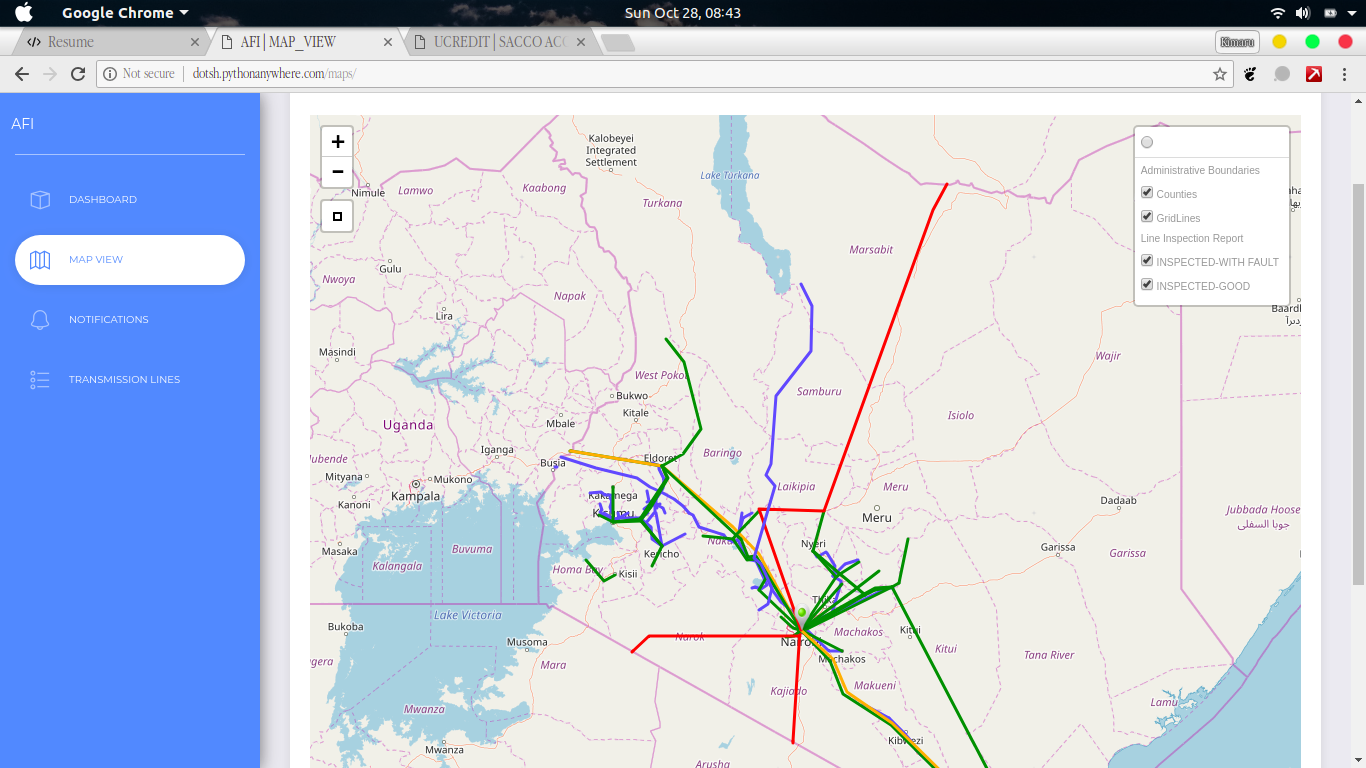 Google Chrome
Sun Oct 28, 08:43
Resume
AFI | MAP_VIEW
UCREDIT | SACCO ACC
Kimaru
Not secure
dotsh.pythonanywhere.com/maps/
AFI
DASHBOARD
MAP VIEW
NOTIFICATIONS
TRANSMISSION LINES
+
-
Administrative Boundaries
Counties
GridLines
Line Inspection Report
INSPECTED-WITH FAULT
INSPECTED-GOOD
Kalobeyei
Integrated
Settlement
Lake Turkana
Nimule
Lamwo
Kaabong
Turkana
Marsabit
Gulu
Nwoya
Napak
Lira
Masindi
Wajir
West Pokot
Samburu
Bukwo
Kitale
Isiolo
Uganda
Mbale
Iganga
Busia
Eldoret
Baringo
Mubende
Mityana
Mukono
Kampala
Kanoni
Kakamega
Kisumu
Laikipia
Meru
Meru
Dadaab
Jubbada Hoose
جوبا السفلى
Masaka
Buvuma
Kalangala
Kericho
Nyeri
Garissa
Garissa
Homa Bay
Kisii
Thika
Lake Victoria
Bukoba
Musoma
Narok
Nairobi
Machakos
Machakos
Kitui
Kitui
Tana River
Mara
Kajiado
Makueni
Lamu
Mwanza
Mwanza
Kibwezi
Arusha